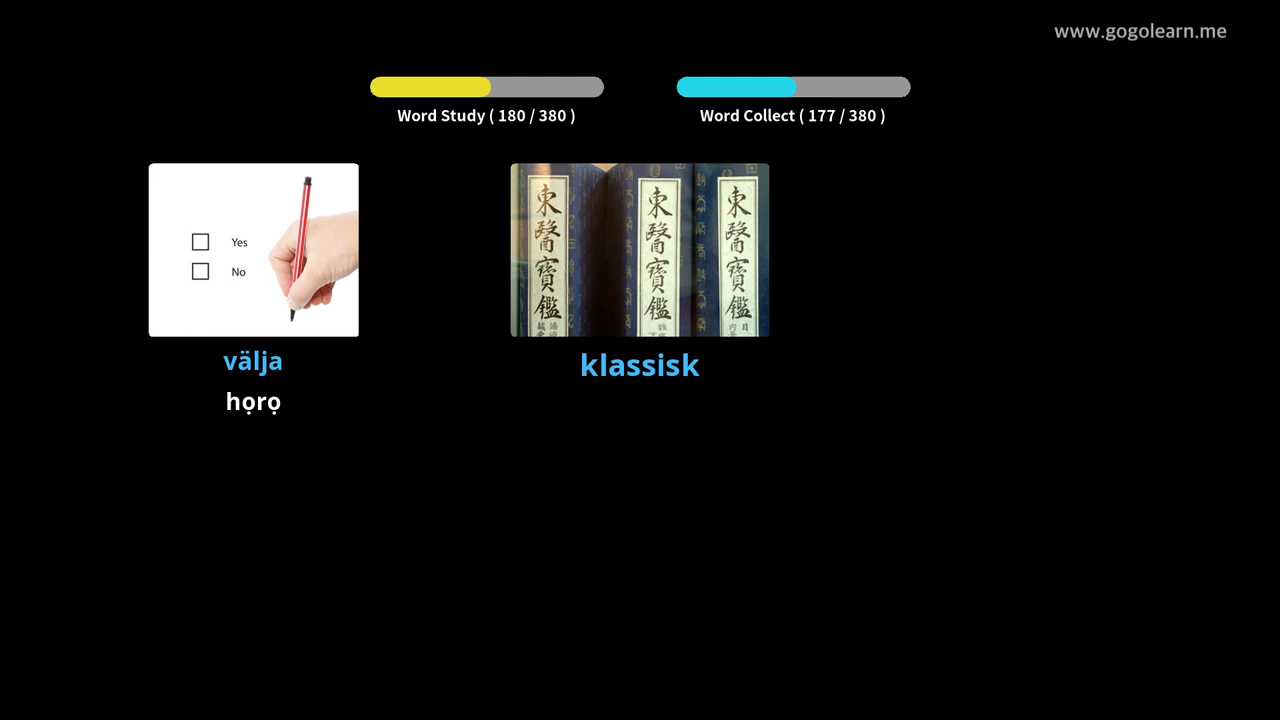 www.gogolearn.me
Word Study ( 180 / 380 )
Word Collect ( 177 / 380 )
Yes
No
東醫寶鑑
東醫寶鑑
東醫寶鑑
välja
họrọ
klassisk